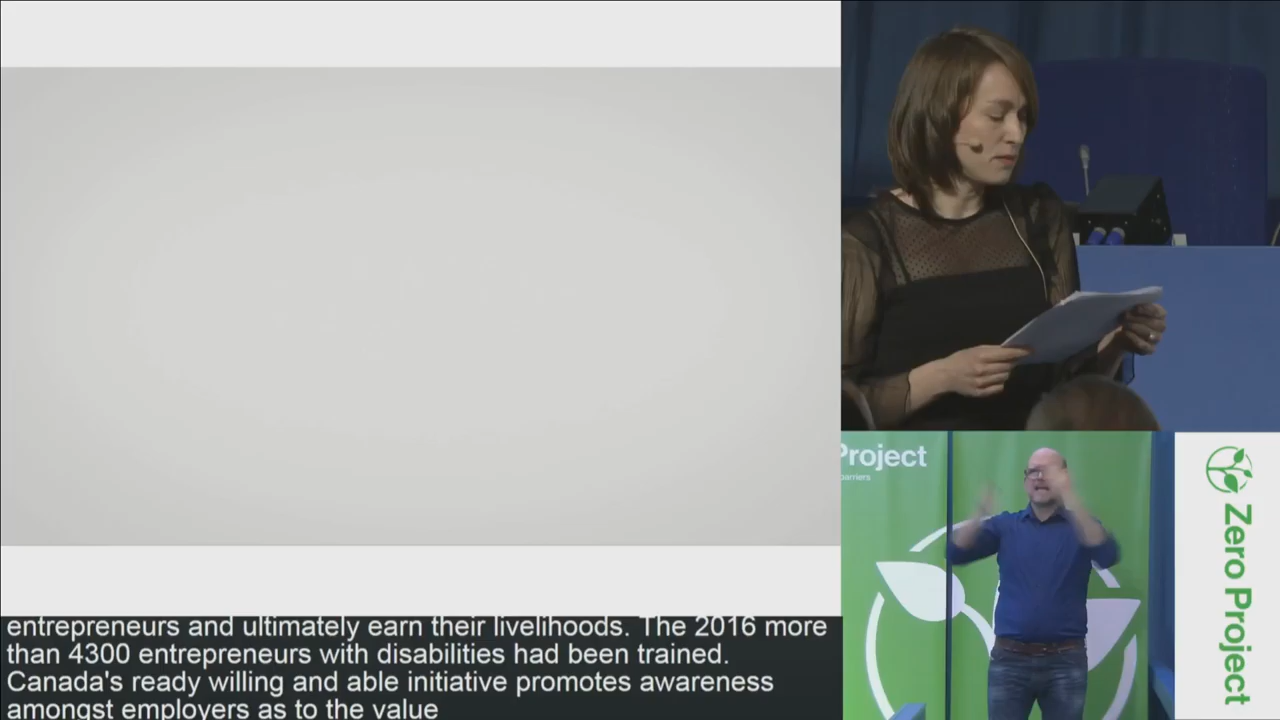 entrepreneurs and ultimately earn their livelihoods. The 2016 more
than 4300 entrepreneurs with disabilities had been trained.
Canada's ready willing and able initiative promotes awareness
amongst employers as to the value
Project
barriers
Zero Project